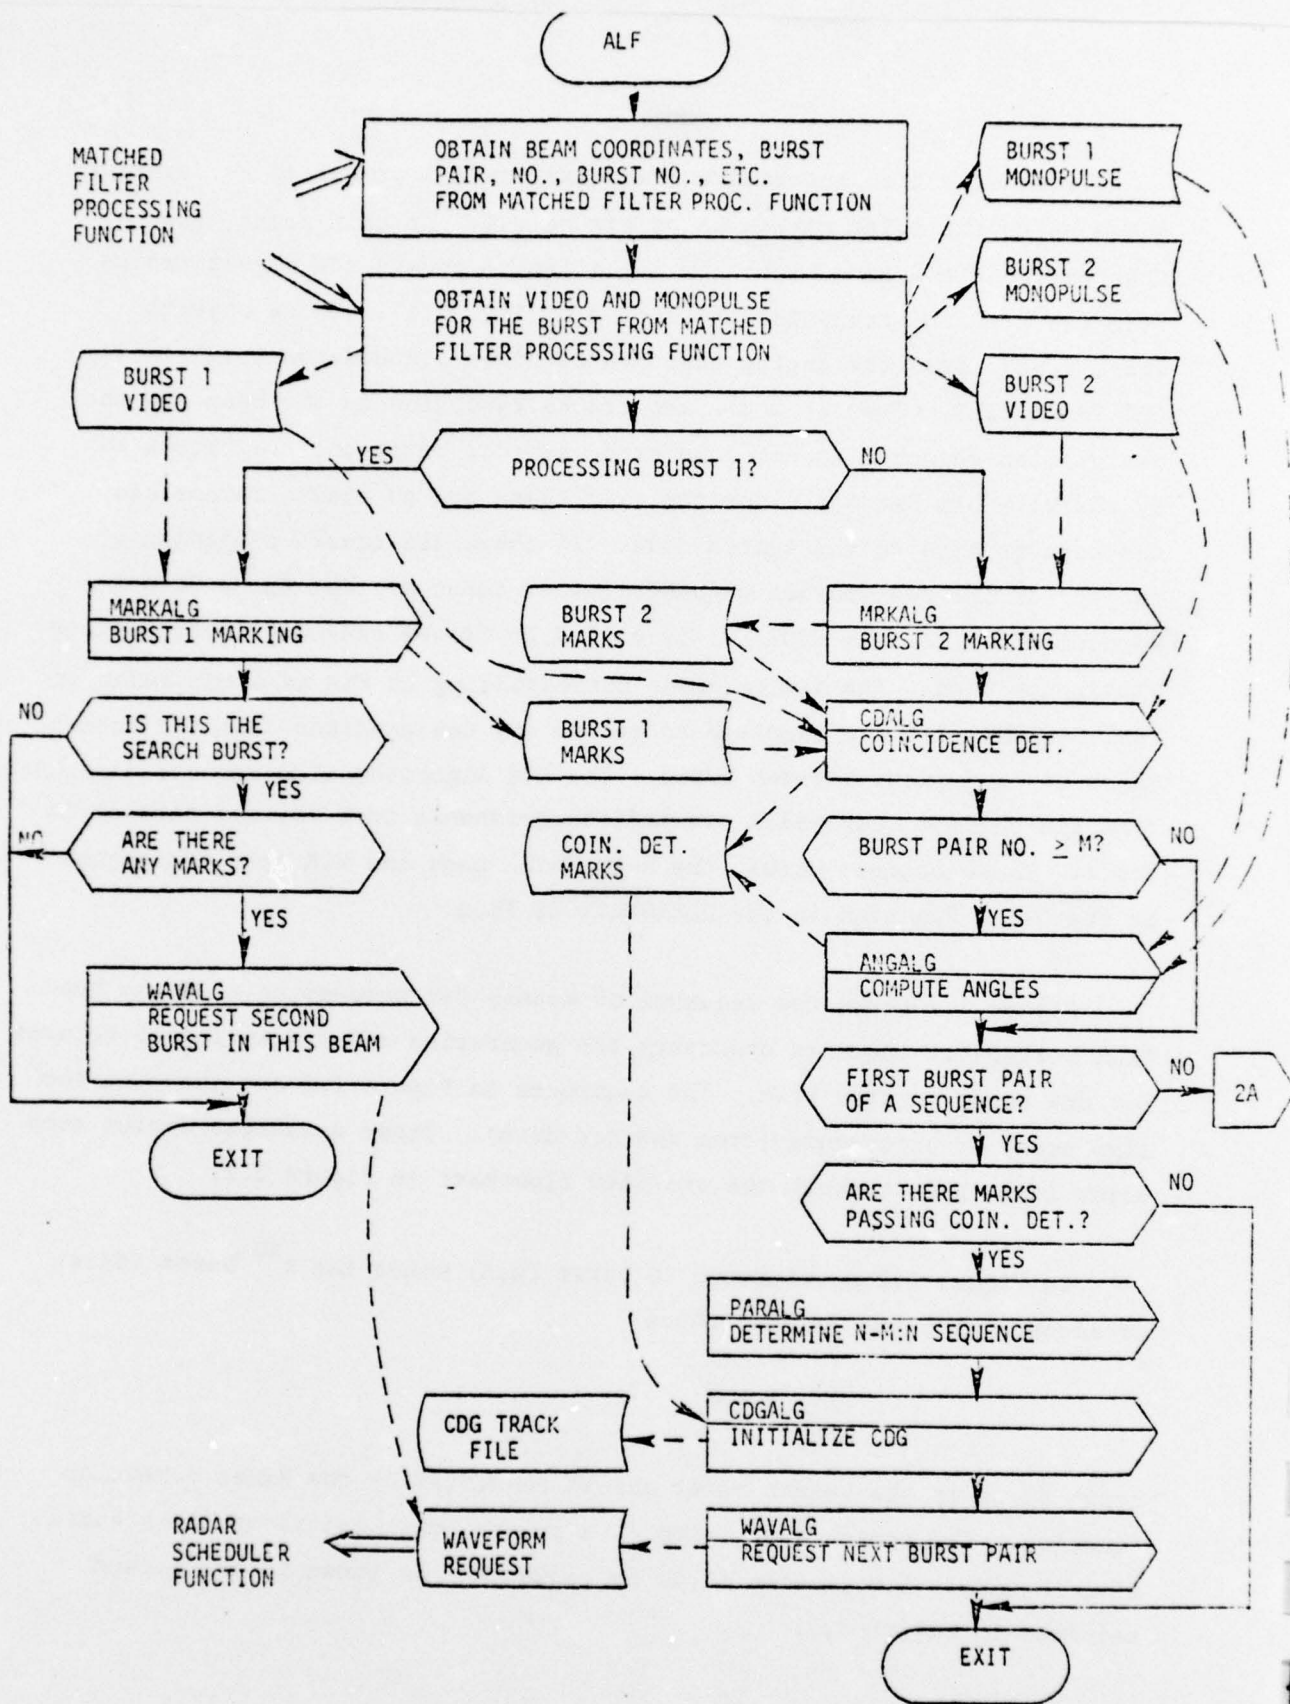 ALF
MATCHED
FILTER
PROCESSING
FUNCTION
OBTAIN BEAM COORDINATES, BURST
PAIR, NO., BURST NO., ETC.
FROM MATCHED FILTER PROC. FUNCTION
BURST 1
MONOPULSE
BURST 2
MONOPULSE
OBTAIN VIDEO AND MONOPULSE
FOR THE BURST FROM MATCHED
FILTER PROCESSING FUNCTION
BURST 1
VIDEO
BURST 2
VIDEO
YES
PROCESSING BURST 1?
NO
MARKALG
BURST 1 MARKING
BURST 2
MARKS
MRKALG
BURST 2 MARKING
NO
IS THIS THE
SEARCH BURST?
YES
BURST 1
MARKS
CDALG
COINCIDENCE DET.
NO
ARE THERE
ANY MARKS?
YES
COIN. DET.
MARKS
BURST PAIR NO. ≥ M?
NO
YES
ANGALG
COMPUTE ANGLES
WAVALG
REQUEST SECOND
BURST IN THIS BEAM
EXIT
FIRST BURST PAIR
OF A SEQUENCE?
NO
2A
YES
ARE THERE MARKS
PASSING COIN. DET.?
NO
YES
PARALG
DETERMINE N-M:N SEQUENCE
CDG TRACK
FILE
CDGALG
INITIALIZE CDG
RADAR
SCHEDULER
FUNCTION
WAVEFORM
REQUEST
WAVALG
REQUEST NEXT BURST PAIR
EXIT